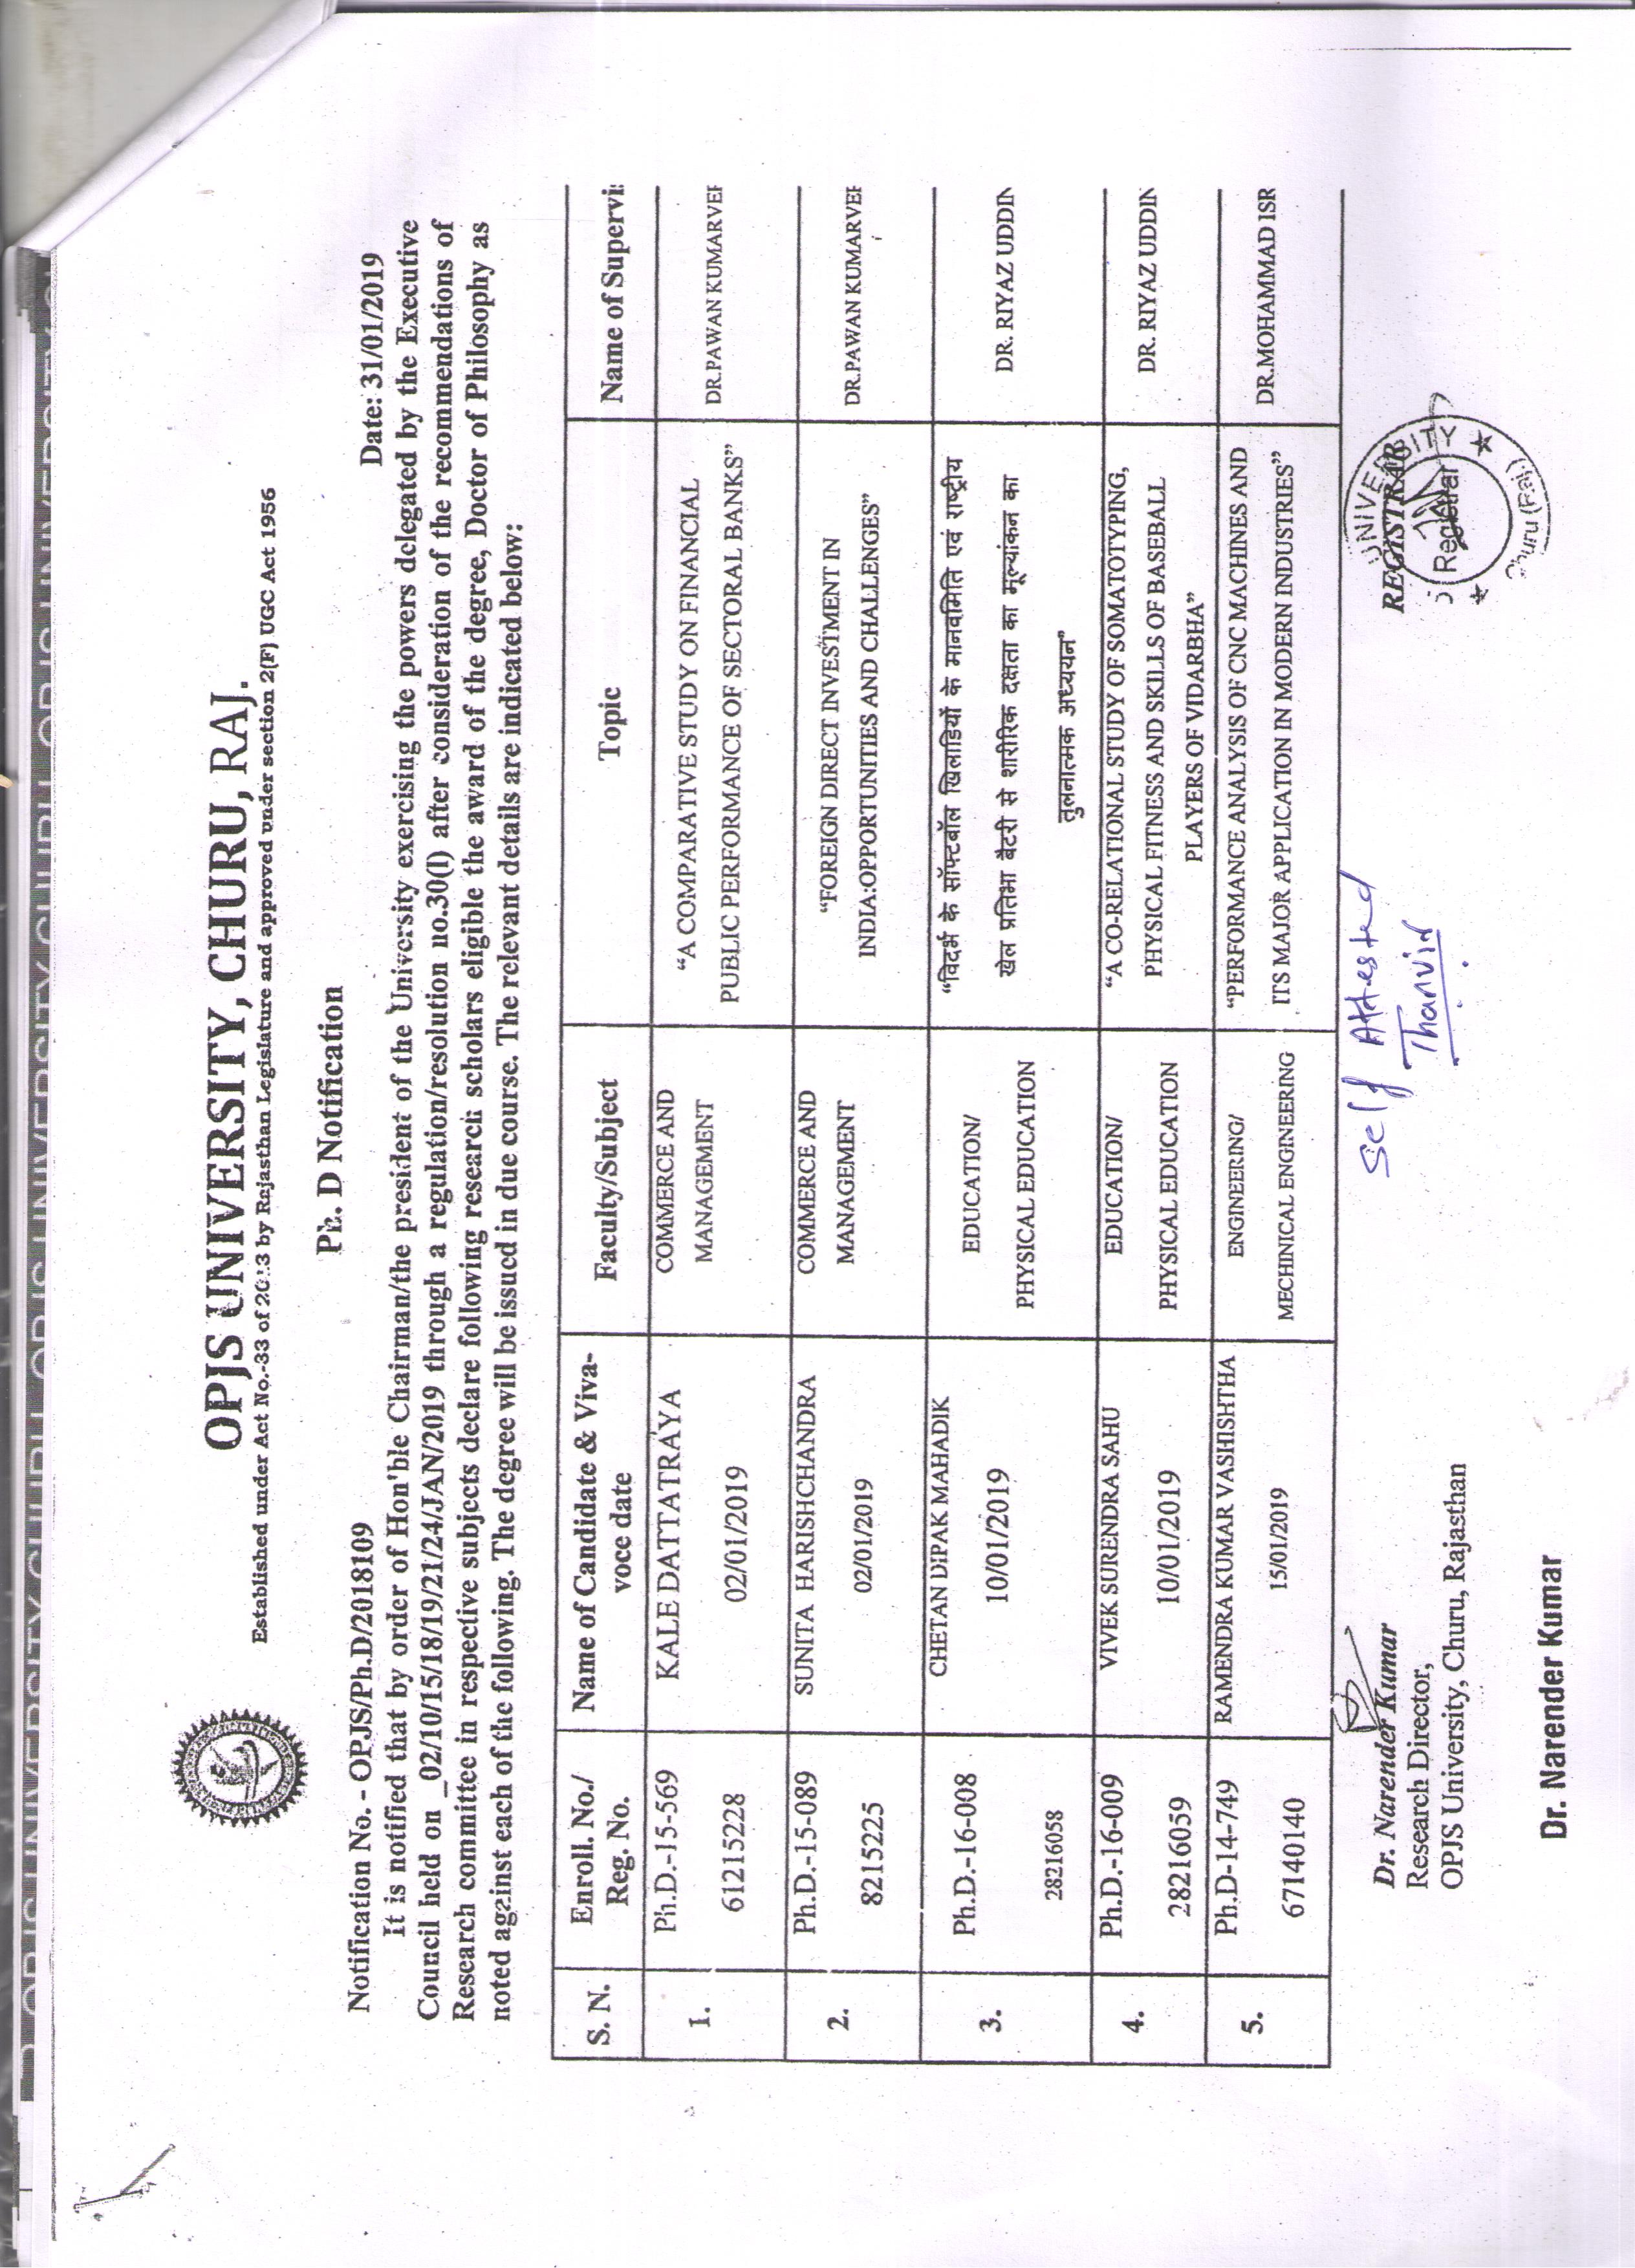 OPJS UNIVERSITY, CHURU, RAJ.
Established under Act No.-33 of 2013 by Rajasthan Legislature and approved under section 2(F) UGC Act 1956
Ph. D Notification
Notification No. - OPJS/Ph.D/2018109 Date: 31/01/2019
It is notified that by order of Hon'ble Chairman/the president of the University exercising the powers delegated by the Executive
Council held on _02/10/15/18/19/21/24/JAN/2019 through a regulation/resolution no.30(l) after consideration of the recommendations of
Research committee in respective subjects declare following research scholars eligible the award of the degree, Doctor of Philosophy as
noted against each of the following. The degree will be issued in due course. The relevant details are indicated below:
S. N. Enroll. No./ Name of Candidate & Viva- Faculty/Subject Topic Name of Supervi
Reg. No. voce date
1. Ph.D.-15-569 KALE DATTATRAYA COMMERCE AND "A COMPARATIVE STUDY ON FINANCIAL DR.PAWAN KUMARVER
61215228 02/01/2019 MANAGEMENT PUBLIC PERFORMANCE OF SECTORAL BANKS"
2. Ph.D.-15-089 SUNITA HARISHCHANDRA COMMERCE AND "FOREIGN DIRECT INVESTMENT IN DR.PAWAN KUMARVER
8215225 02/01/2019 MANAGEMENT INDIA:OPPORTUNITIES AND CHALLENGES"
3. Ph.D.-16-008 CHETAN DIPAK MAHADIK EDUCATION/ "विदर्भ के सॉफ्टबॉल खिलाडियों के मानवमिति एवं राष्ट्रीय DR. RIYAZ UDDIN
28216058 10/01/2019 PHYSICAL EDUCATION खेल प्रतिभा बैटरी से शारीरिक दक्षता का मूल्यांकन का
तुलनात्मक अध्ययन"
4. Ph.D.-16-009 VIVEK SURENDRA SAHU EDUCATION/ "A CO-RELATIONAL STUDY OF SOMATOTYPING, DR. RIYAZ UDDIN
28216059 10/01/2019 PHYSICAL EDUCATION PHYSICAL FITNESS AND SKILLS OF BASEBALL
PLAYERS OF VIDARBHA"
5. Ph.D-14-749 RAMENDRA KUMAR VASHISHTHA ENGINEERING/ "PERFORMANCE ANALYSIS OF CNC MACHINES AND DR.MOHAMMAD ISR
67140140 15/01/2019 MECHNICAL ENGINEERING ITS MAJOR APPLICATION IN MODERN INDUSTRIES"
Self Attested
Thanvin
Dr. Narender Kumar
Research Director,
OPJS University, Churu, Rajasthan
REGISTRAR
UNIVERSITY
Registrar
Churu (Raj.)
Dr. Narender Kumar